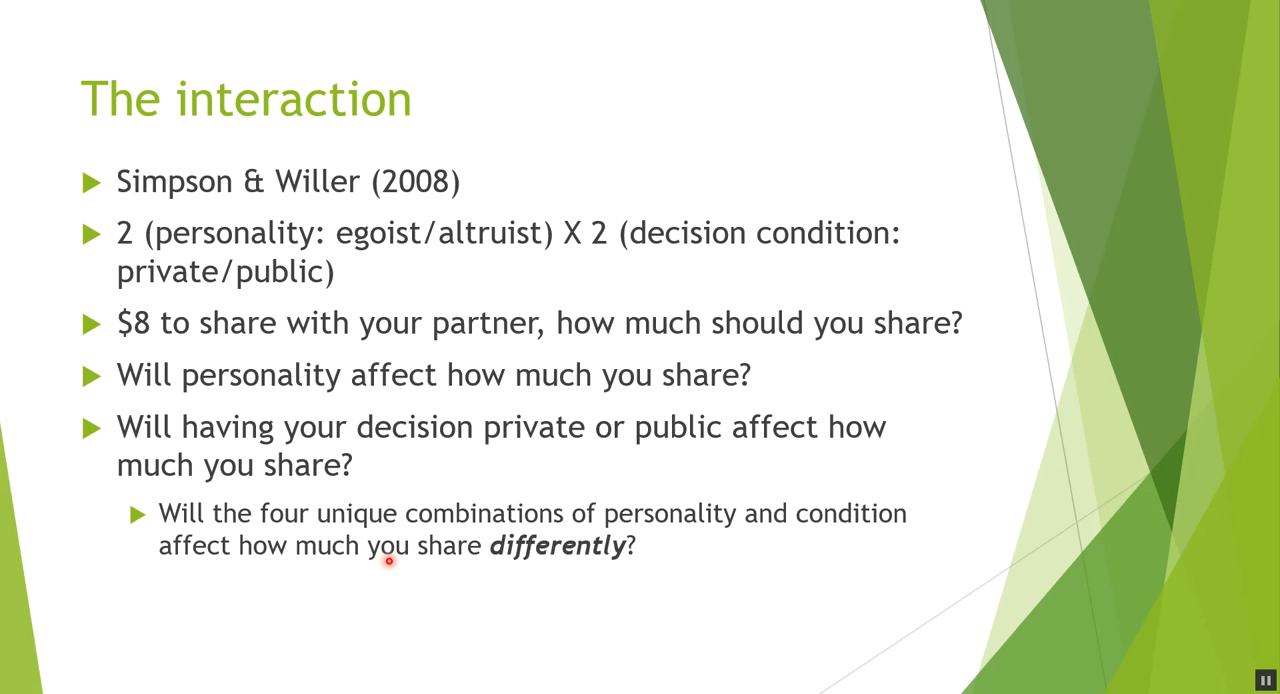 The interaction
Simpson & Willer (2008)
2 (personality: egoist/altruist) X 2 (decision condition:
private/public)
$8 to share with your partner, how much should you share?
Will personality affect how much you share?
Will having your decision private or public affect how
much you share?
Will the four unique combinations of personality and condition
affect how much you share differently?